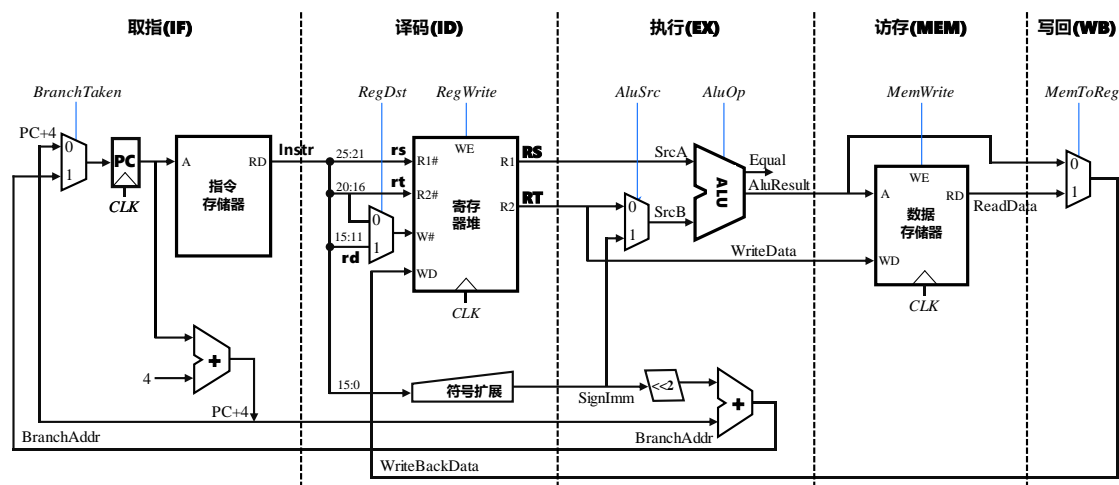 取指(IF)
译码(ID)
执行(EX)
访存(MEM)
写回(WB)
BranchTaken
RegDst
RegWrite
AluSrc
AluOp
MemWrite
MemToReg
PC+4
0
1
PC
CLK
A
RD
指令
存储器
Instr
25:21
rs
20:16
rt
0
15:11
1
rd
WE
R1#
R1
R2#
R2
寄存
器堆
W#
WD
CLK
RS
RT
SrcA
0
1
SrcB
ALU
Equal
AluResult
WriteData
WE
A
RD
数据
存储器
WD
CLK
ReadData
0
1
4
+
PC+4
15:0
符号扩展
SignImm
<<2
+
BranchAddr
BranchAddr
WriteBackData